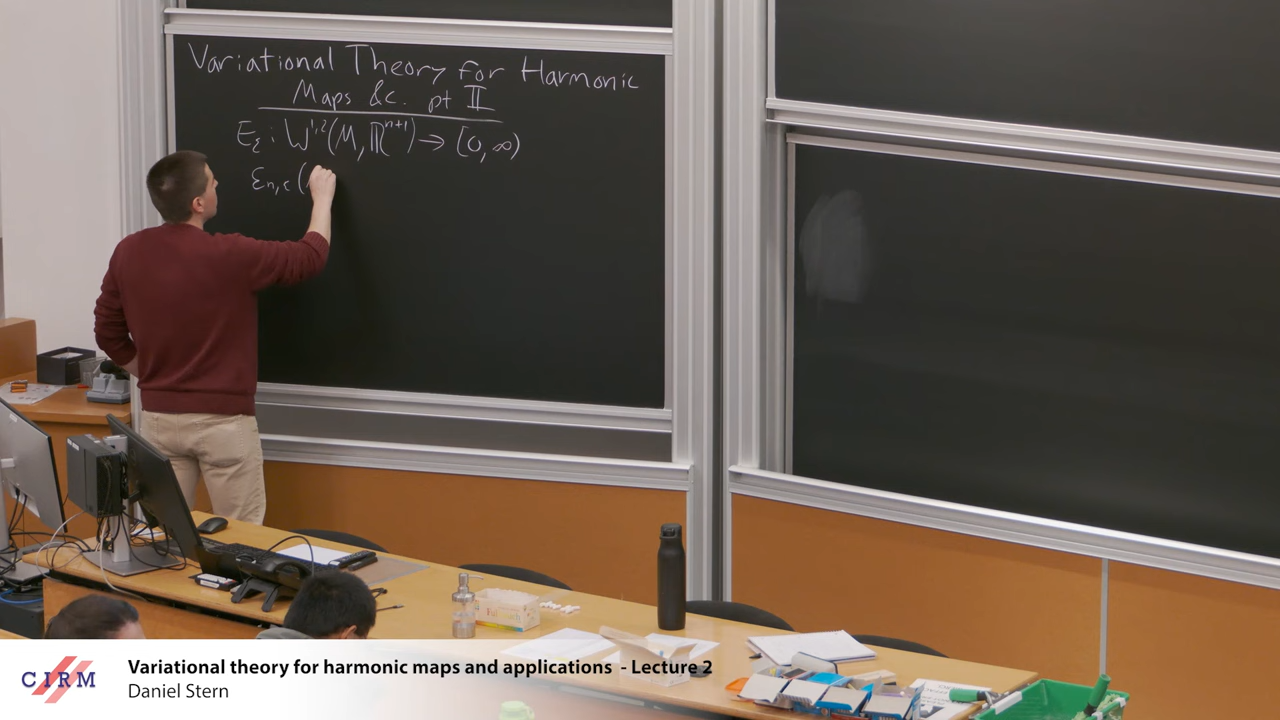 Variational Theory for Harmonic
Maps &c. pt II
E_ε : W^{1,2}(M, ℝ^{n+1}) → [0, ∞)
ℰ_{n,ε}(
CIRM
Variational theory for harmonic maps and applications - Lecture 2
Daniel Stern